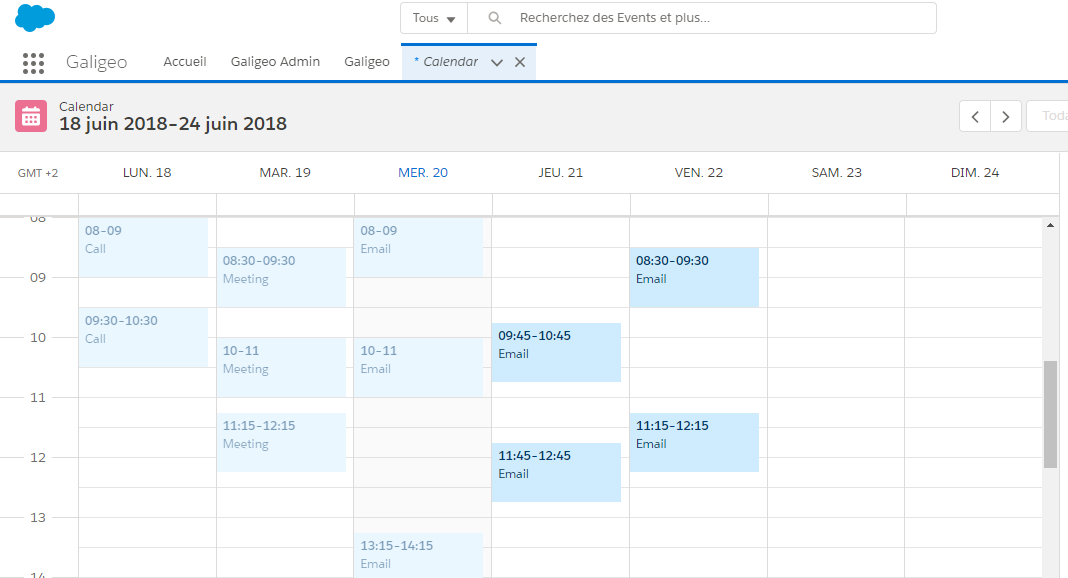 Tous
Recherchez des Events et plus...
Galigeo
Accueil
Galigeo Admin
Galigeo
* Calendar
Calendar
18 juin 2018–24 juin 2018
GMT +2
LUN. 18
MAR. 19
MER. 20
JEU. 21
VEN. 22
SAM. 23
DIM. 24
08
09
10
11
12
13
14
08–09
Call
09:30–10:30
Call
08:30–09:30
Meeting
10–11
Meeting
11:15–12:15
Meeting
08–09
Email
10–11
Email
13:15–14:15
Email
09:45–10:45
Email
11:45–12:45
Email
08:30–09:30
Email
11:15–12:15
Email